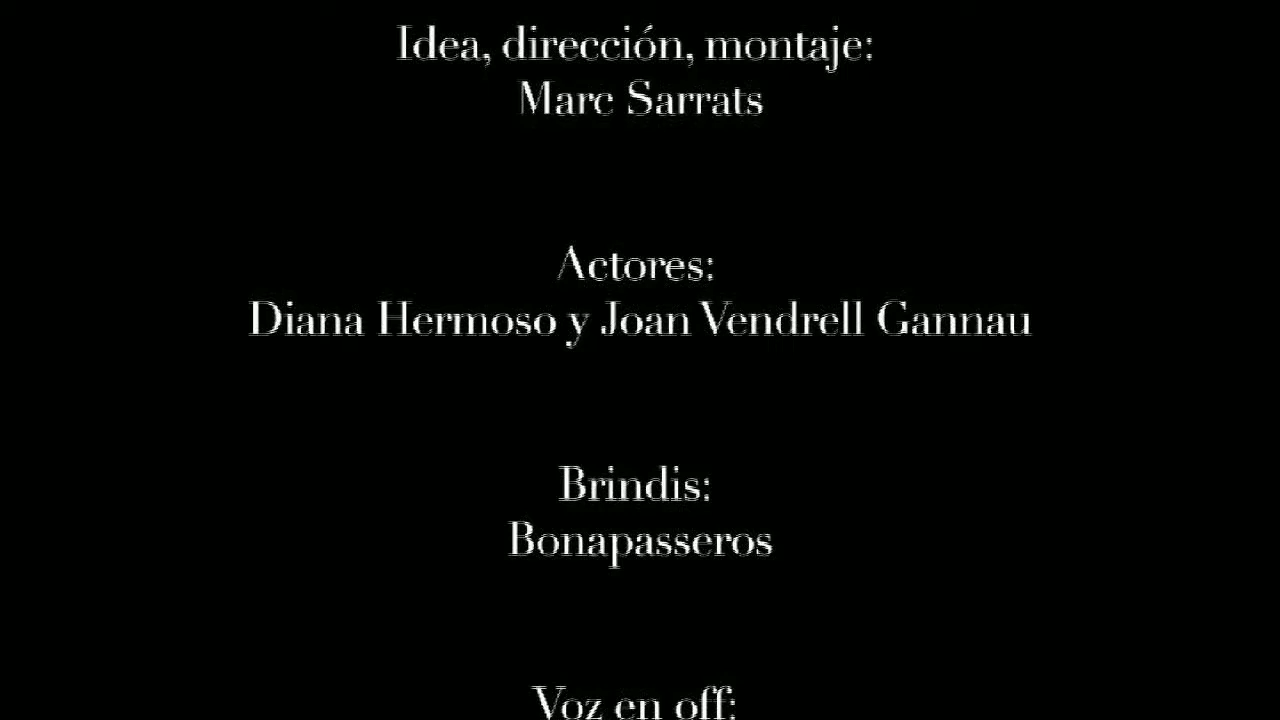 Idea, dirección, montaje:
Marc Sarrats
Actores:
Diana Hermoso y Joan Vendrell Gannau
Brindis:
Bonapasseros
Voz en off: